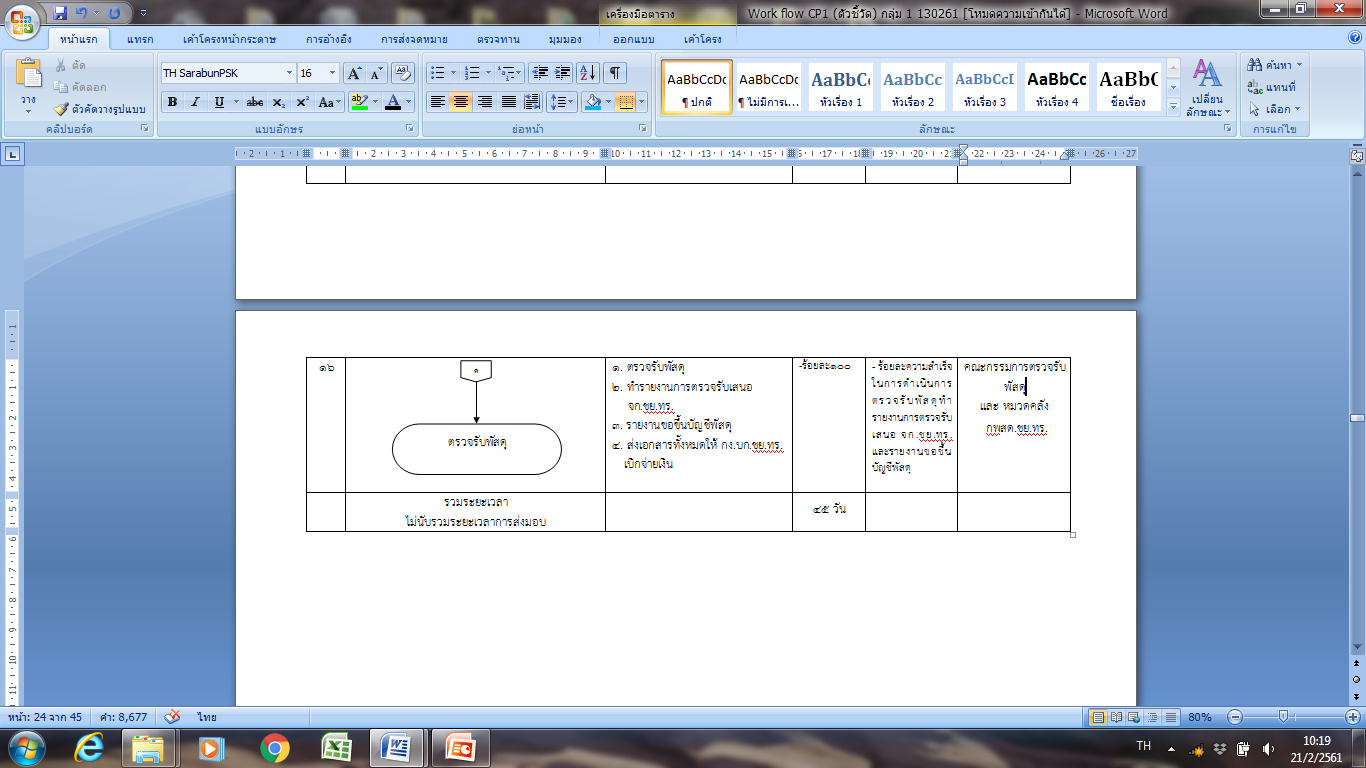 เครื่องมือตาราง
Work flow CP1 (ตัวชี้วัด) กลุ่ม 1 130261 [โหมดความเข้ากันได้] - Microsoft Word
หน้าแรก แทรก เค้าโครงหน้ากระดาษ การอ้างอิง การส่งจดหมาย ตรวจทาน มุมมอง ออกแบบ เค้าโครง
วาง
ตัด
คัดลอก
ตัวคัดวางรูปแบบ
คลิปบอร์ด
TH SarabunPSK 16
B I U abc X₂ X² Aa
แบบอักษร
ย่อหน้า
AaBbCcDc AaBbCcDc AaBbC AaBbCc AaBbCcI AaBbCc AaBbC
¶ ปกติ ¶ ไม่มีการเ... หัวเรื่อง 1 หัวเรื่อง 2 หัวเรื่อง 3 หัวเรื่อง 4 ชื่อเรื่อง
เปลี่ยน
ลักษณะ
ลักษณะ
ค้นหา
แทนที่
เลือก
การแก้ไข
๑๖
๑
ตรวจรับพัสดุ
๑. ตรวจรับพัสดุ
๒. ทำรายงานการตรวจรับเสนอ
จก.ชย.ทร.
๓. รายงานขอขึ้นบัญชีพัสดุ
๔. ส่งเอกสารทั้งหมดให้ กง.บก.ชย.ทร.
เบิกจ่ายเงิน
-ร้อยละ๑๐๐
- ร้อยละความสำเร็จ
ในการดำเนินการ
ตรวจรับพัสดุทำ
รายงานการตรวจรับ
เสนอ จก.ชย.ทร.
และรายงานขอขึ้น
บัญชีพัสดุ
คณะกรรมการตรวจรับ
พัสดุ
และ หมวดคลัง
กพสด.ชย.ทร.
รวมระยะเวลา
ไม่นับรวมระยะเวลาการส่งมอบ
๔๕ วัน
หน้า: 24 จาก 45 คำ: 8,677 ไทย 80%
TH
10:19
21/2/2561